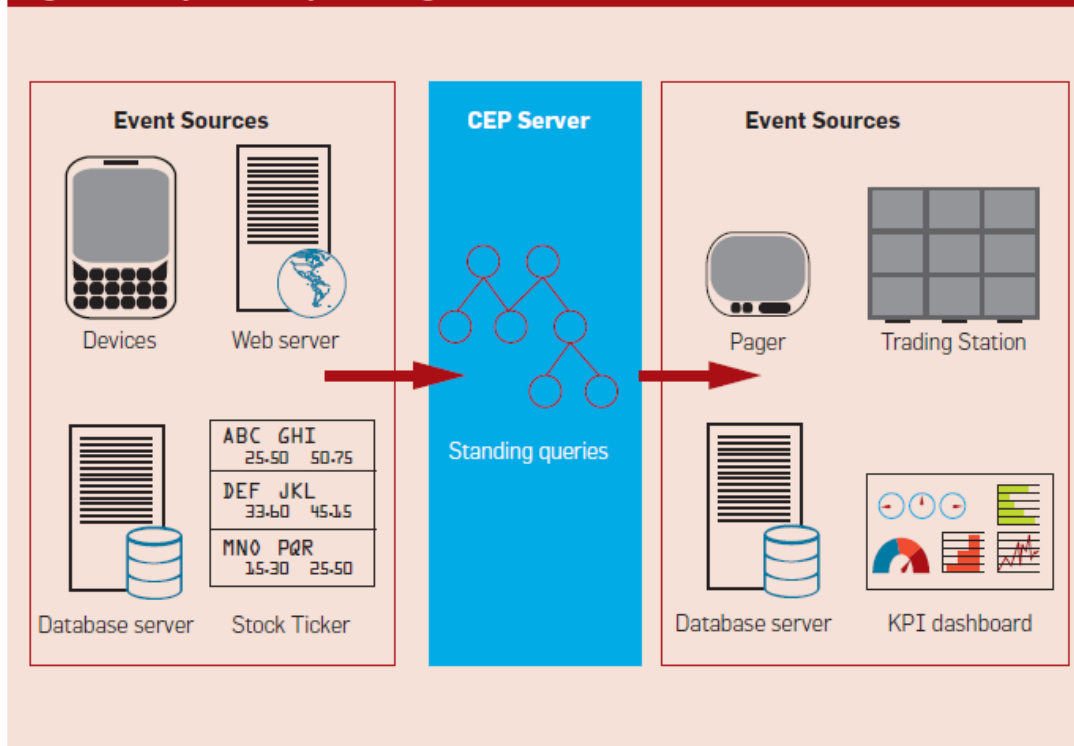 Event Sources
Devices
Web server
Database server
ABC GHI
25.50 50.75
DEF JKL
33.60 45.15
MNO PQR
15.30 25.50
Stock Ticker
CEP Server
Standing queries
Event Sources
Pager
Trading Station
Database server
KPI dashboard